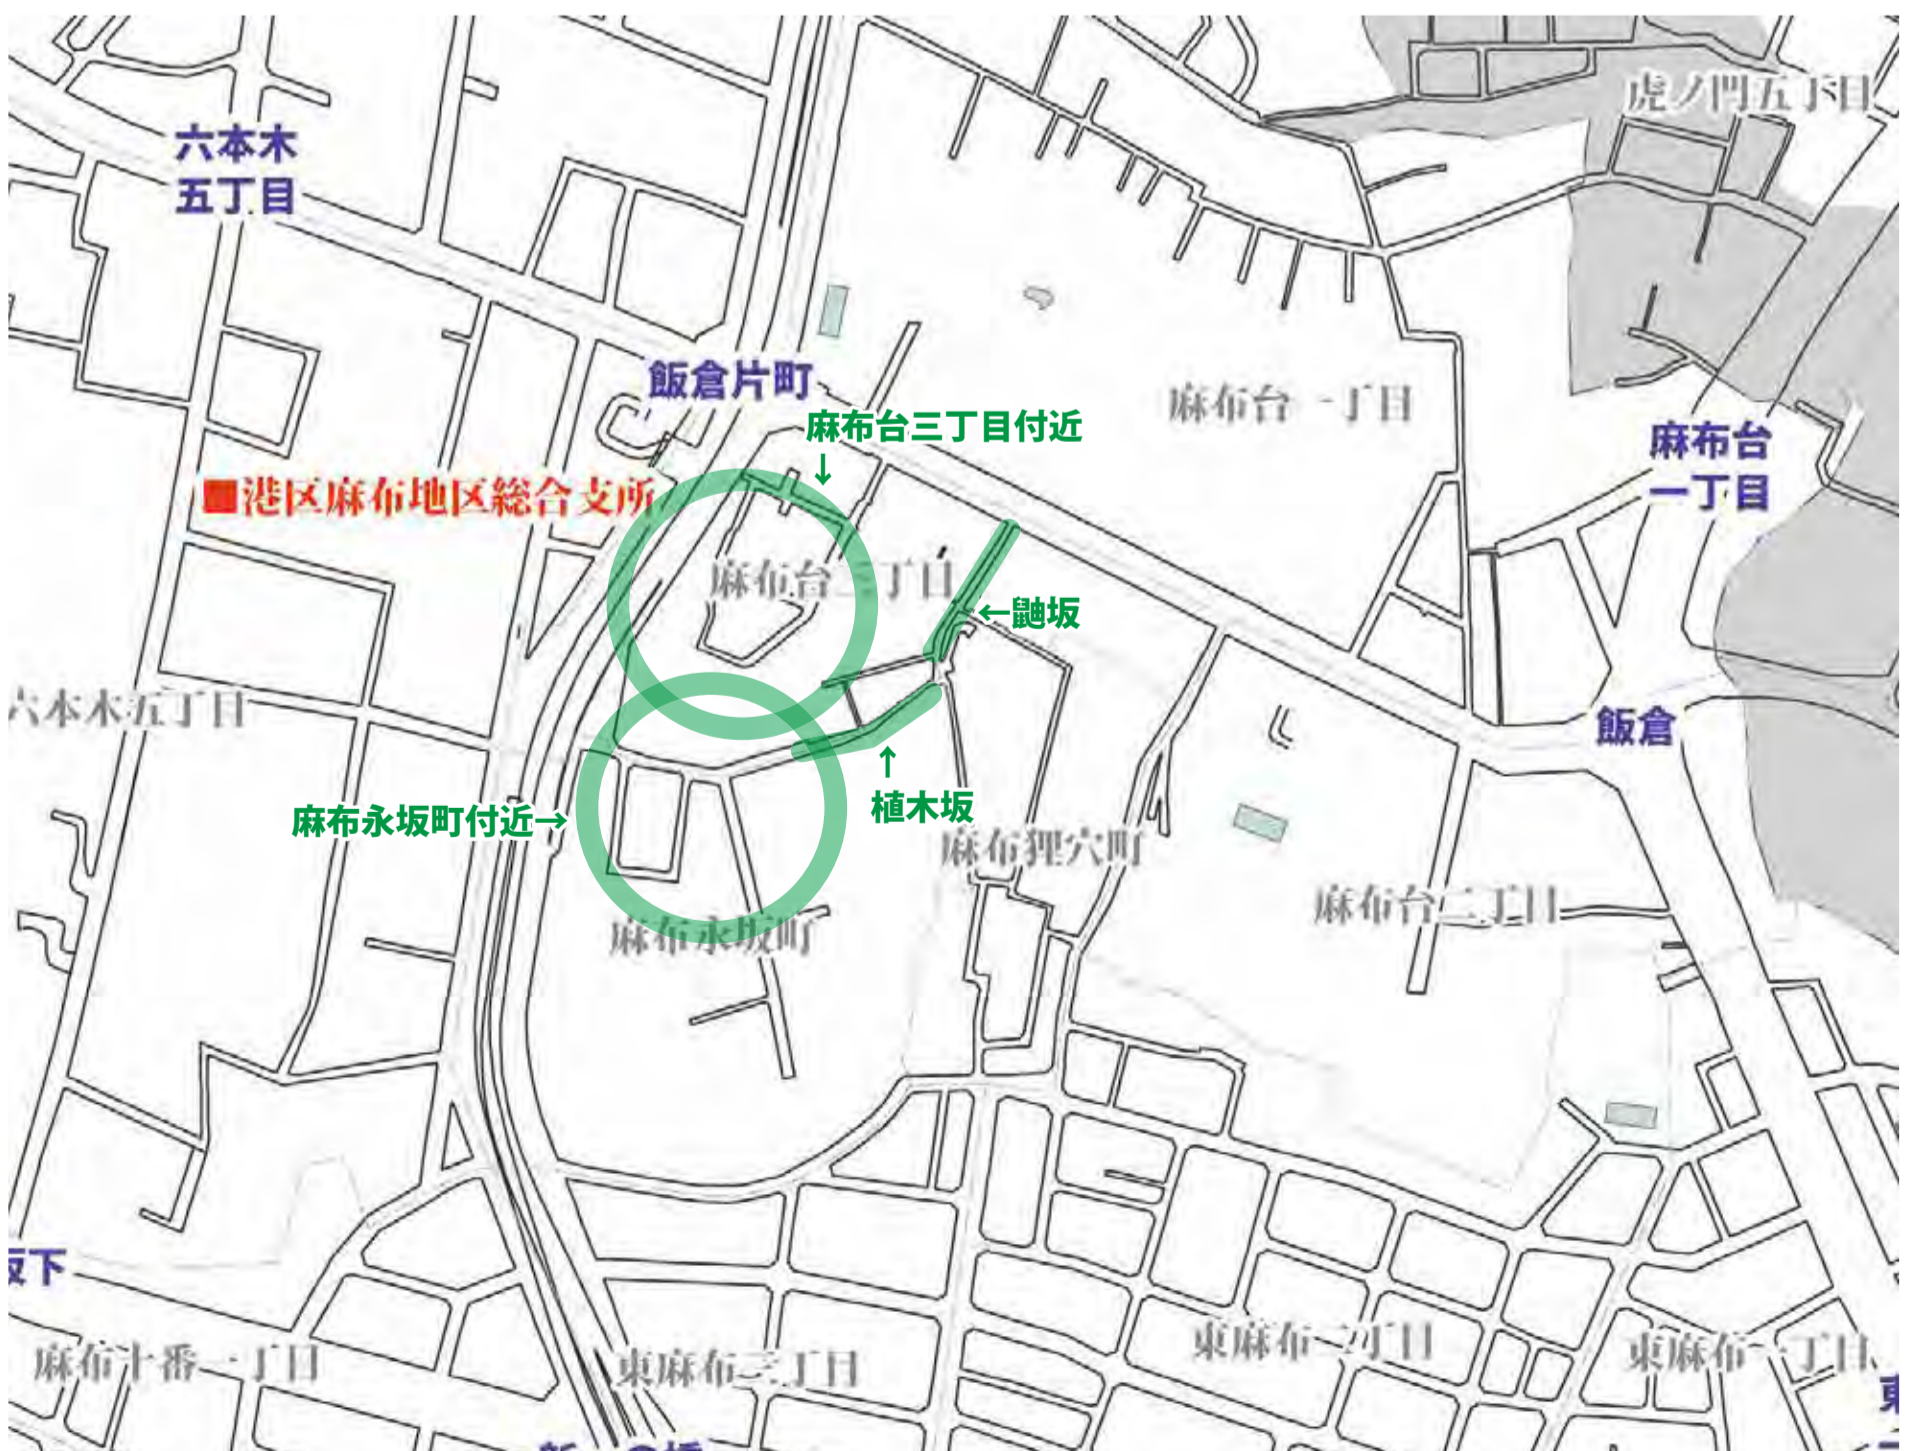 虎ノ門五丁目
六本木
五丁目
飯倉片町
麻布台一丁目
麻布台三丁目付近
↓
麻布台
一丁目
■港区麻布地区総合支所
麻布台三丁目
←鼬坂
六本木五丁目
飯倉
↑
麻布永坂町付近→
植木坂
麻布狸穴町
麻布台二丁目
麻布永坂町
坂下
麻布十番一丁目
東麻布三丁目
東麻布二丁目
東麻布一丁目
東